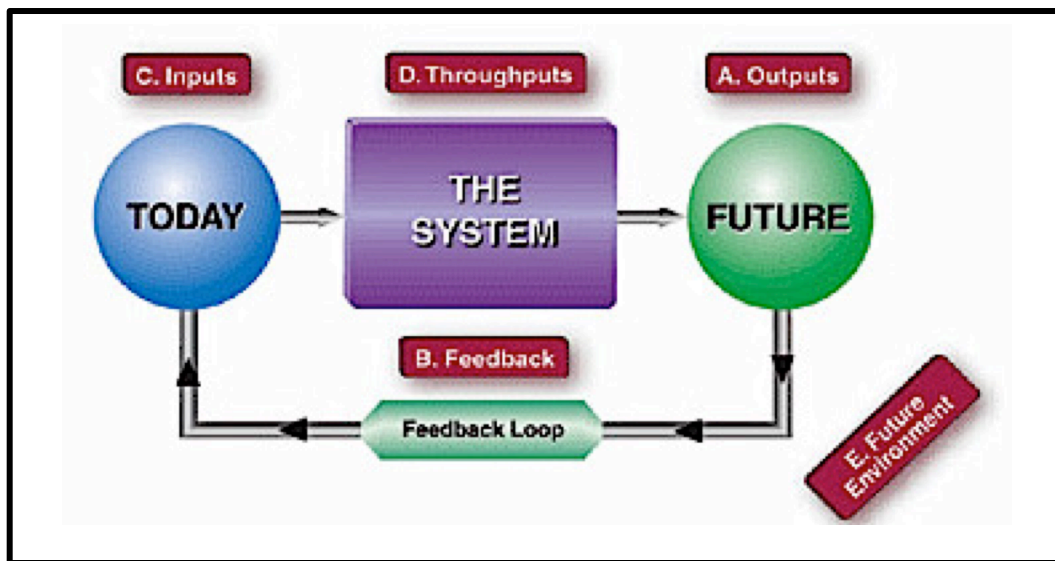 C. Inputs
D. Throughputs
A. Outputs
TODAY
THE
SYSTEM
FUTURE
B. Feedback
Feedback Loop
E. Future
Environment